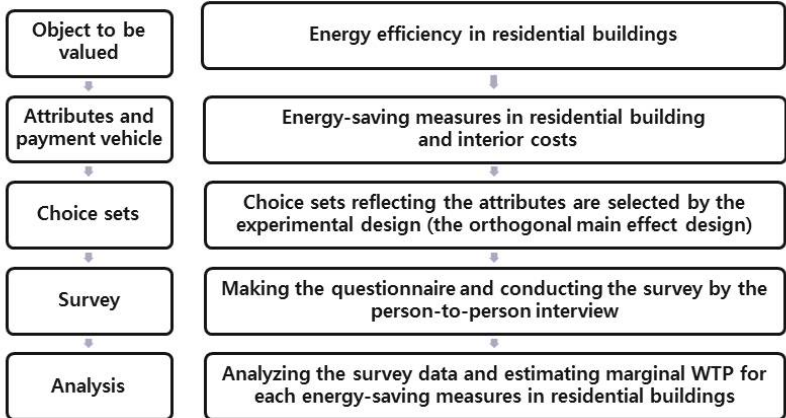 Object to be
valued
Energy efficiency in residential buildings
Attributes and
payment vehicle
Energy-saving measures in residential building
and interior costs
Choice sets
Choice sets reflecting the attributes are selected by the
experimental design (the orthogonal main effect design)
Survey
Making the questionnaire and conducting the survey by the
person-to-person interview
Analysis
Analyzing the survey data and estimating marginal WTP for
each energy-saving measures in residential buildings